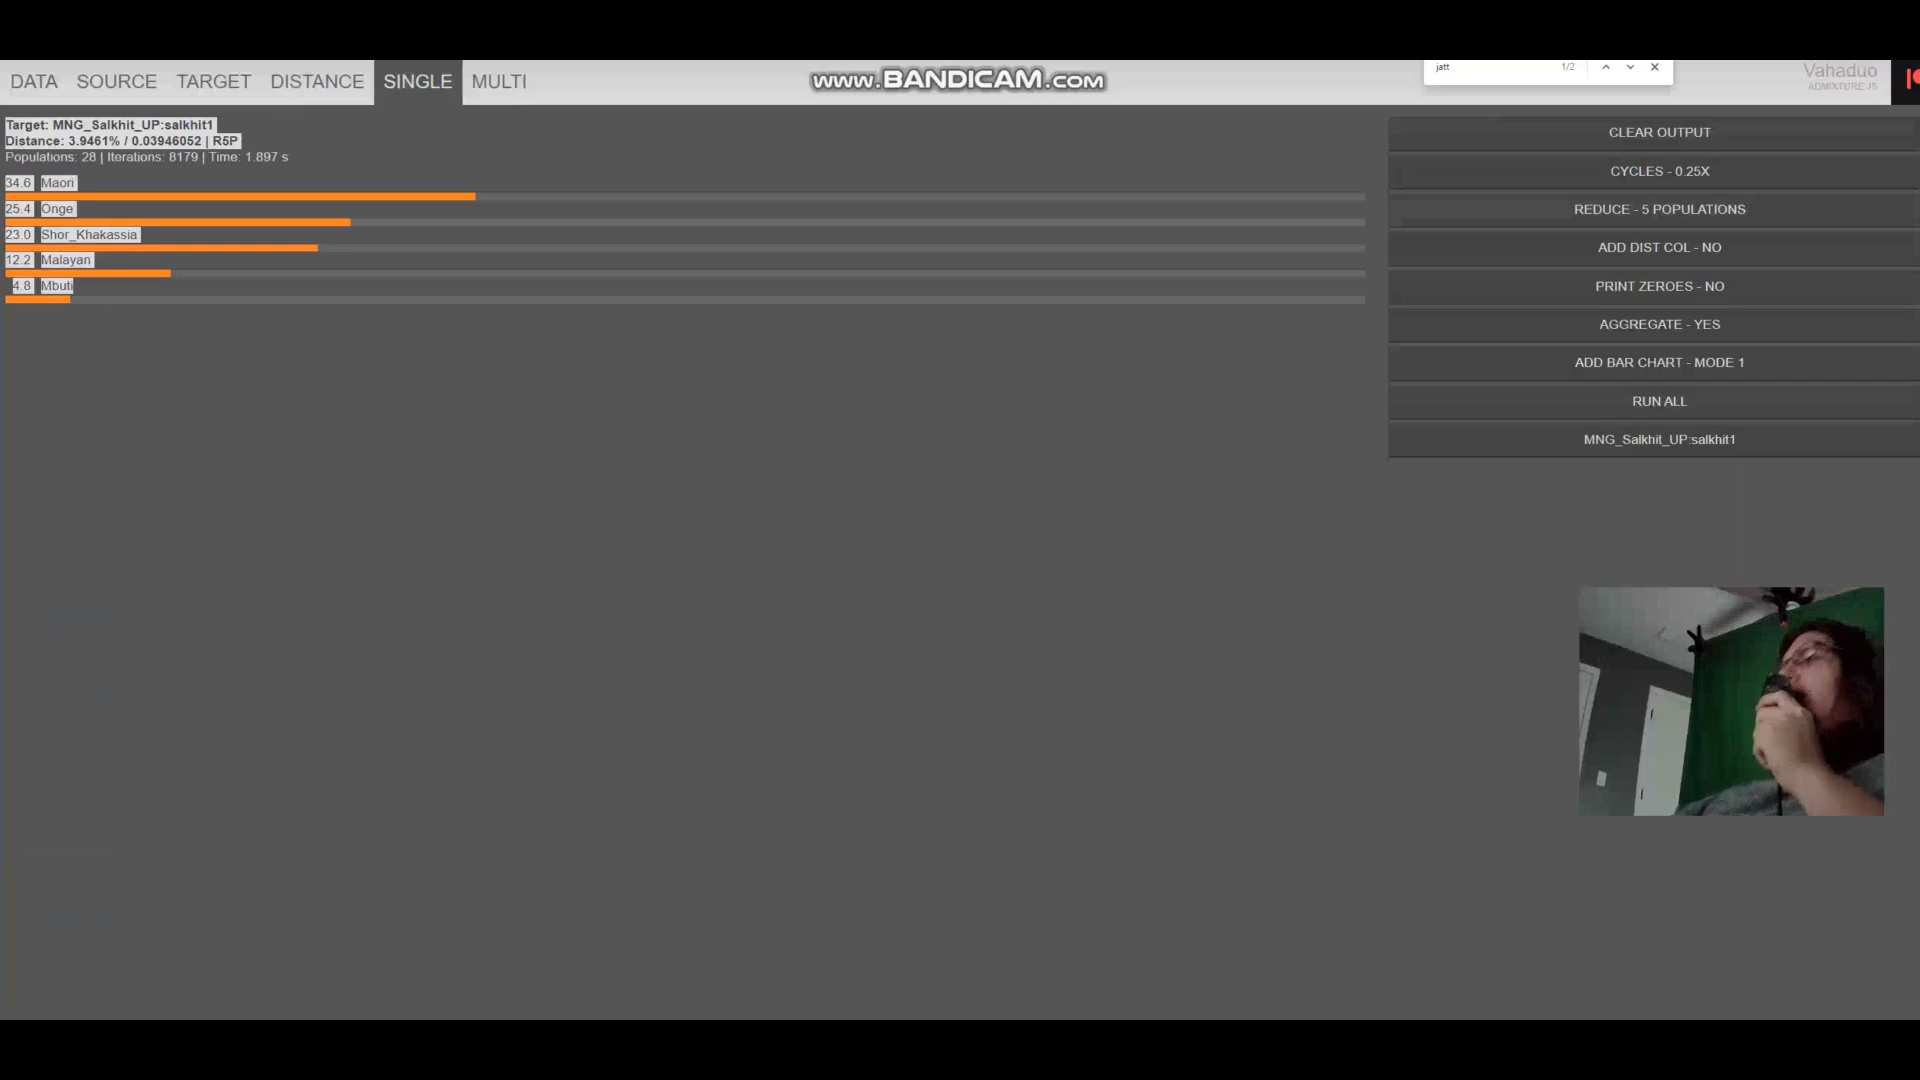 DATA SOURCE TARGET DISTANCE SINGLE MULTI
www.BANDICAM.com
jatt 1/2
Vahaduo
ADMIXTURE JS
Target: MNG_Salkhit_UP:salkhit1
Distance: 3.9461% / 0.03946052 | R5P
Populations: 28 | Iterations: 8179 | Time: 1.897 s
34.6 Maori
25.4 Onge
23.0 Shor_Khakassia
12.2 Malayan
4.8 Mbuti
CLEAR OUTPUT
CYCLES - 0.25X
REDUCE - 5 POPULATIONS
ADD DIST COL - NO
PRINT ZEROES - NO
AGGREGATE - YES
ADD BAR CHART - MODE 1
RUN ALL
MNG_Salkhit_UP:salkhit1